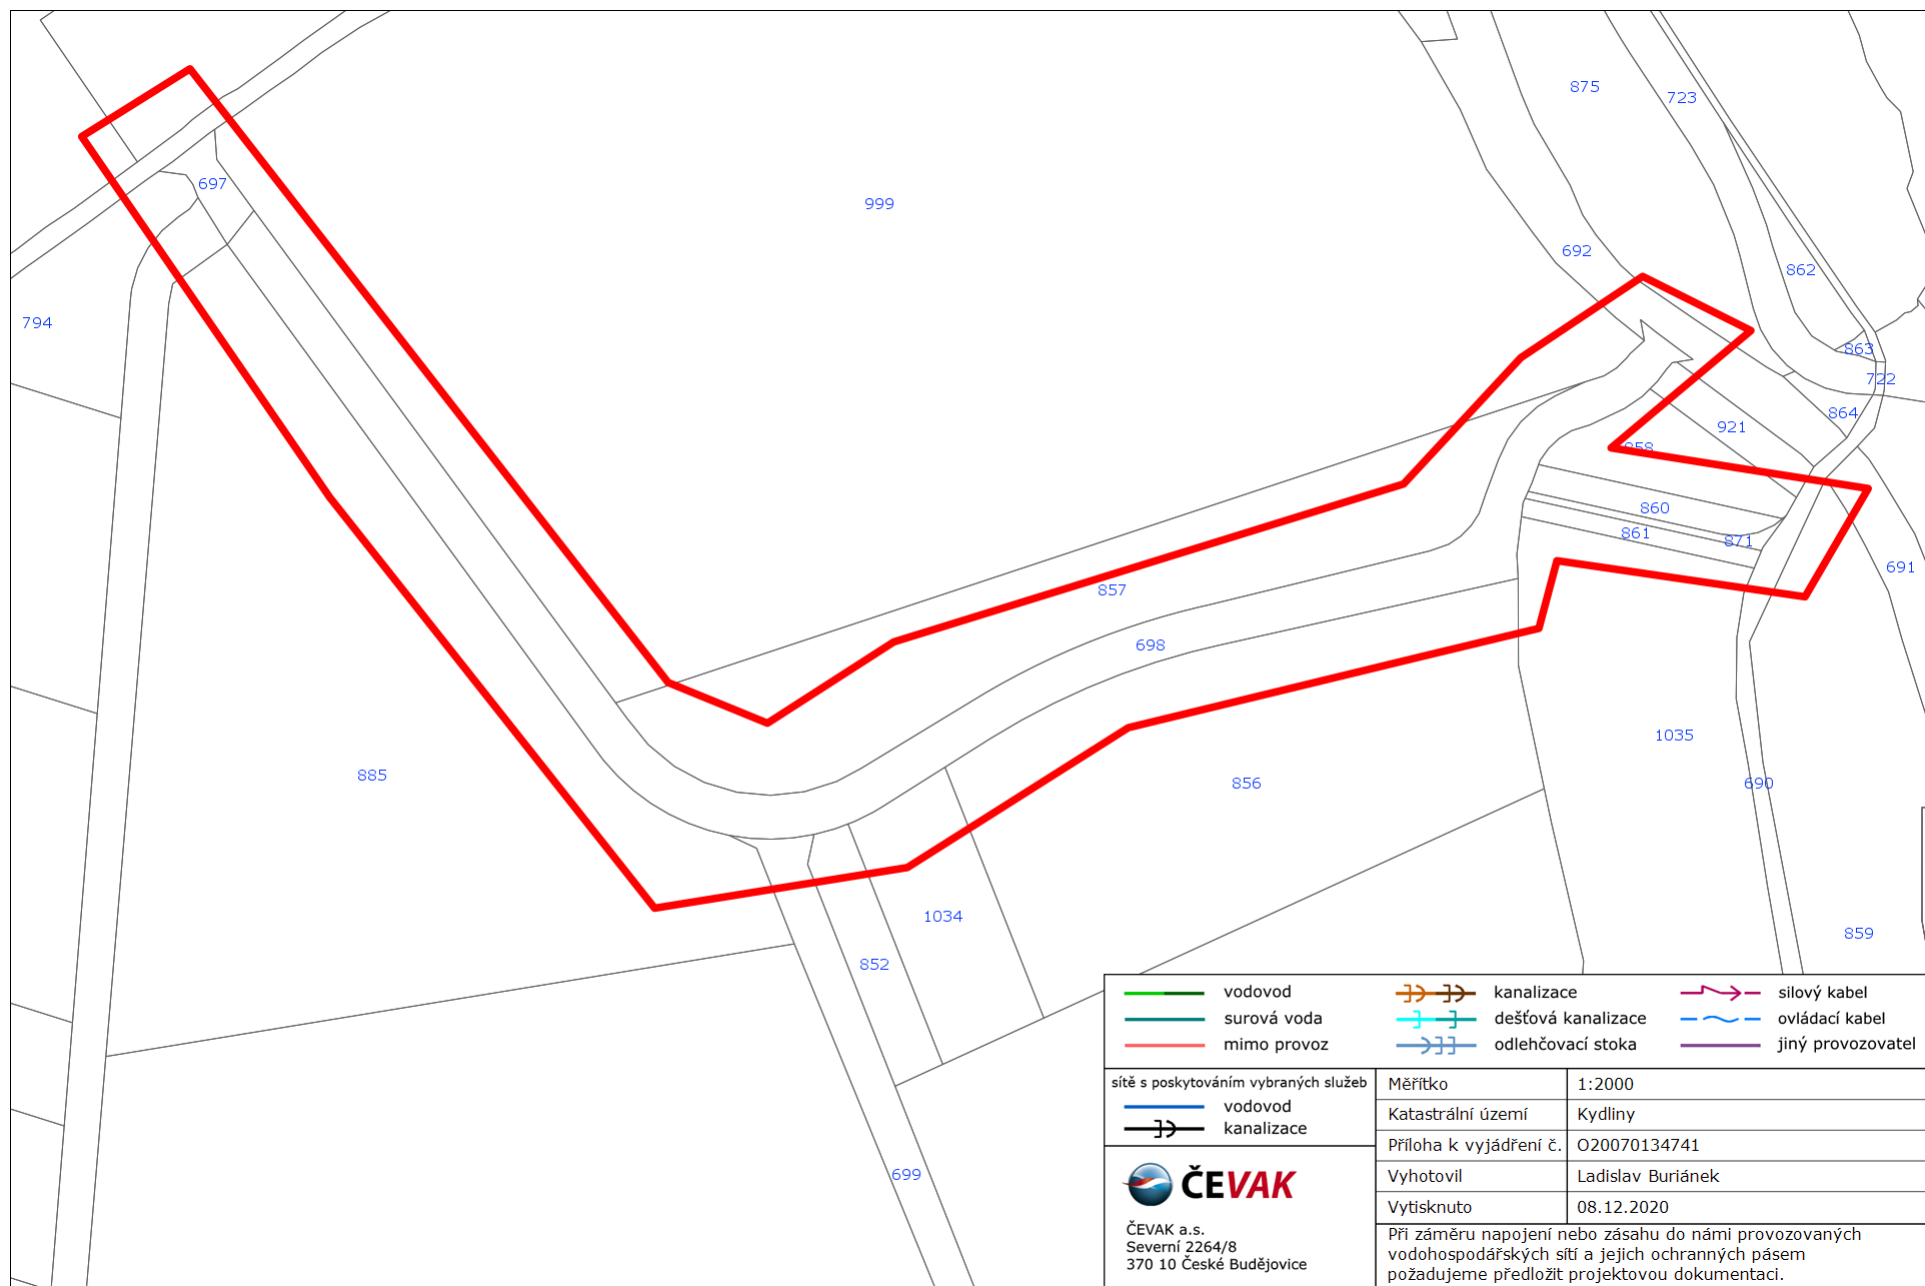 875
723
697
999
692
862
794
863
722
864
921
858
860
861
871
857
691
698
1035
885
856
690
1034
859
852
699
vodovod
surová voda
mimo provoz
kanalizace
dešťová kanalizace
odlehčovací stoka
silový kabel
ovládací kabel
jiný provozovatel
sítě s poskytováním vybraných služeb
vodovod
kanalizace
ČEVAK
ČEVAK a.s.
Severní 2264/8
370 10 České Budějovice
Měřítko 1:2000
Katastrální území Kydliny
Příloha k vyjádření č. O20070134741
Vyhotovil Ladislav Buriánek
Vytisknuto 08.12.2020
Při záměru napojení nebo zásahu do námi provozovaných
vodohospodářských sítí a jejich ochranných pásem
požadujeme předložit projektovou dokumentaci.